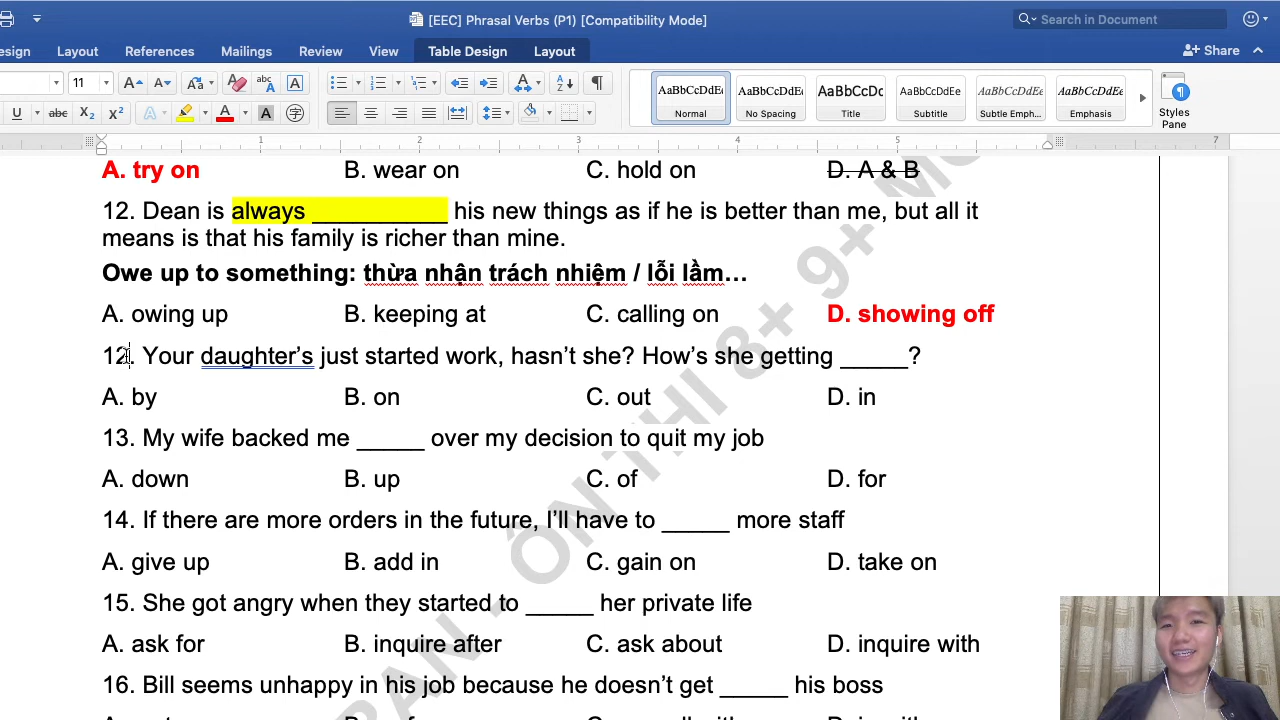 [EEC] Phrasal Verbs (P1) [Compatibility Mode]
Search in Document
esign Layout References Mailings Review View Table Design Layout
Share
11
AaBbCcDdEe AaBbCcDdEe AaBbCcDc AaBbCcDdEe AaBbCcDdEe AaBbCcDdEe
Normal No Spacing Title Subtitle Subtle Emph... Emphasis
Styles
Pane
1 2 3 4 5 7
A. try on B. wear on C. hold on D. A & B
12. Dean is always __________ his new things as if he is better than me, but all it
means is that his family is richer than mine.
Owe up to something: thừa nhận trách nhiệm / lỗi lầm…
A. owing up B. keeping at C. calling on D. showing off
12. Your daughter's just started work, hasn't she? How's she getting _____?
A. by B. on C. out D. in
13. My wife backed me _____ over my decision to quit my job
A. down B. up C. of D. for
14. If there are more orders in the future, I'll have to _____ more staff
A. give up B. add in C. gain on D. take on
15. She got angry when they started to _____ her private life
A. ask for B. inquire after C. ask about D. inquire with
16. Bill seems unhappy in his job because he doesn't get _____ his boss